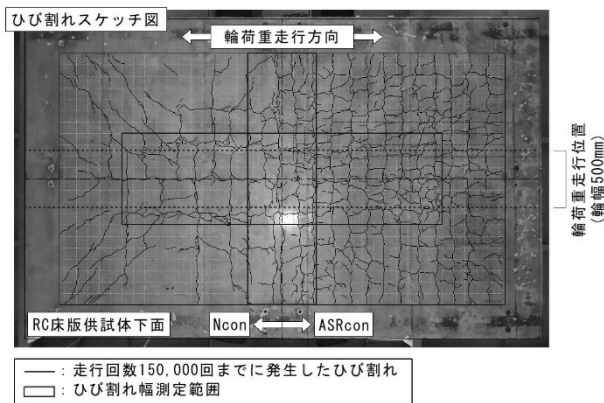 ひび割れスケッチ図
輪荷重走行方向
輪荷重走行位置
(輪幅500mm)
RC床版供試体下面
Ncon
ASRcon
── : 走行回数150,000回までに発生したひび割れ
: ひび割れ幅測定範囲